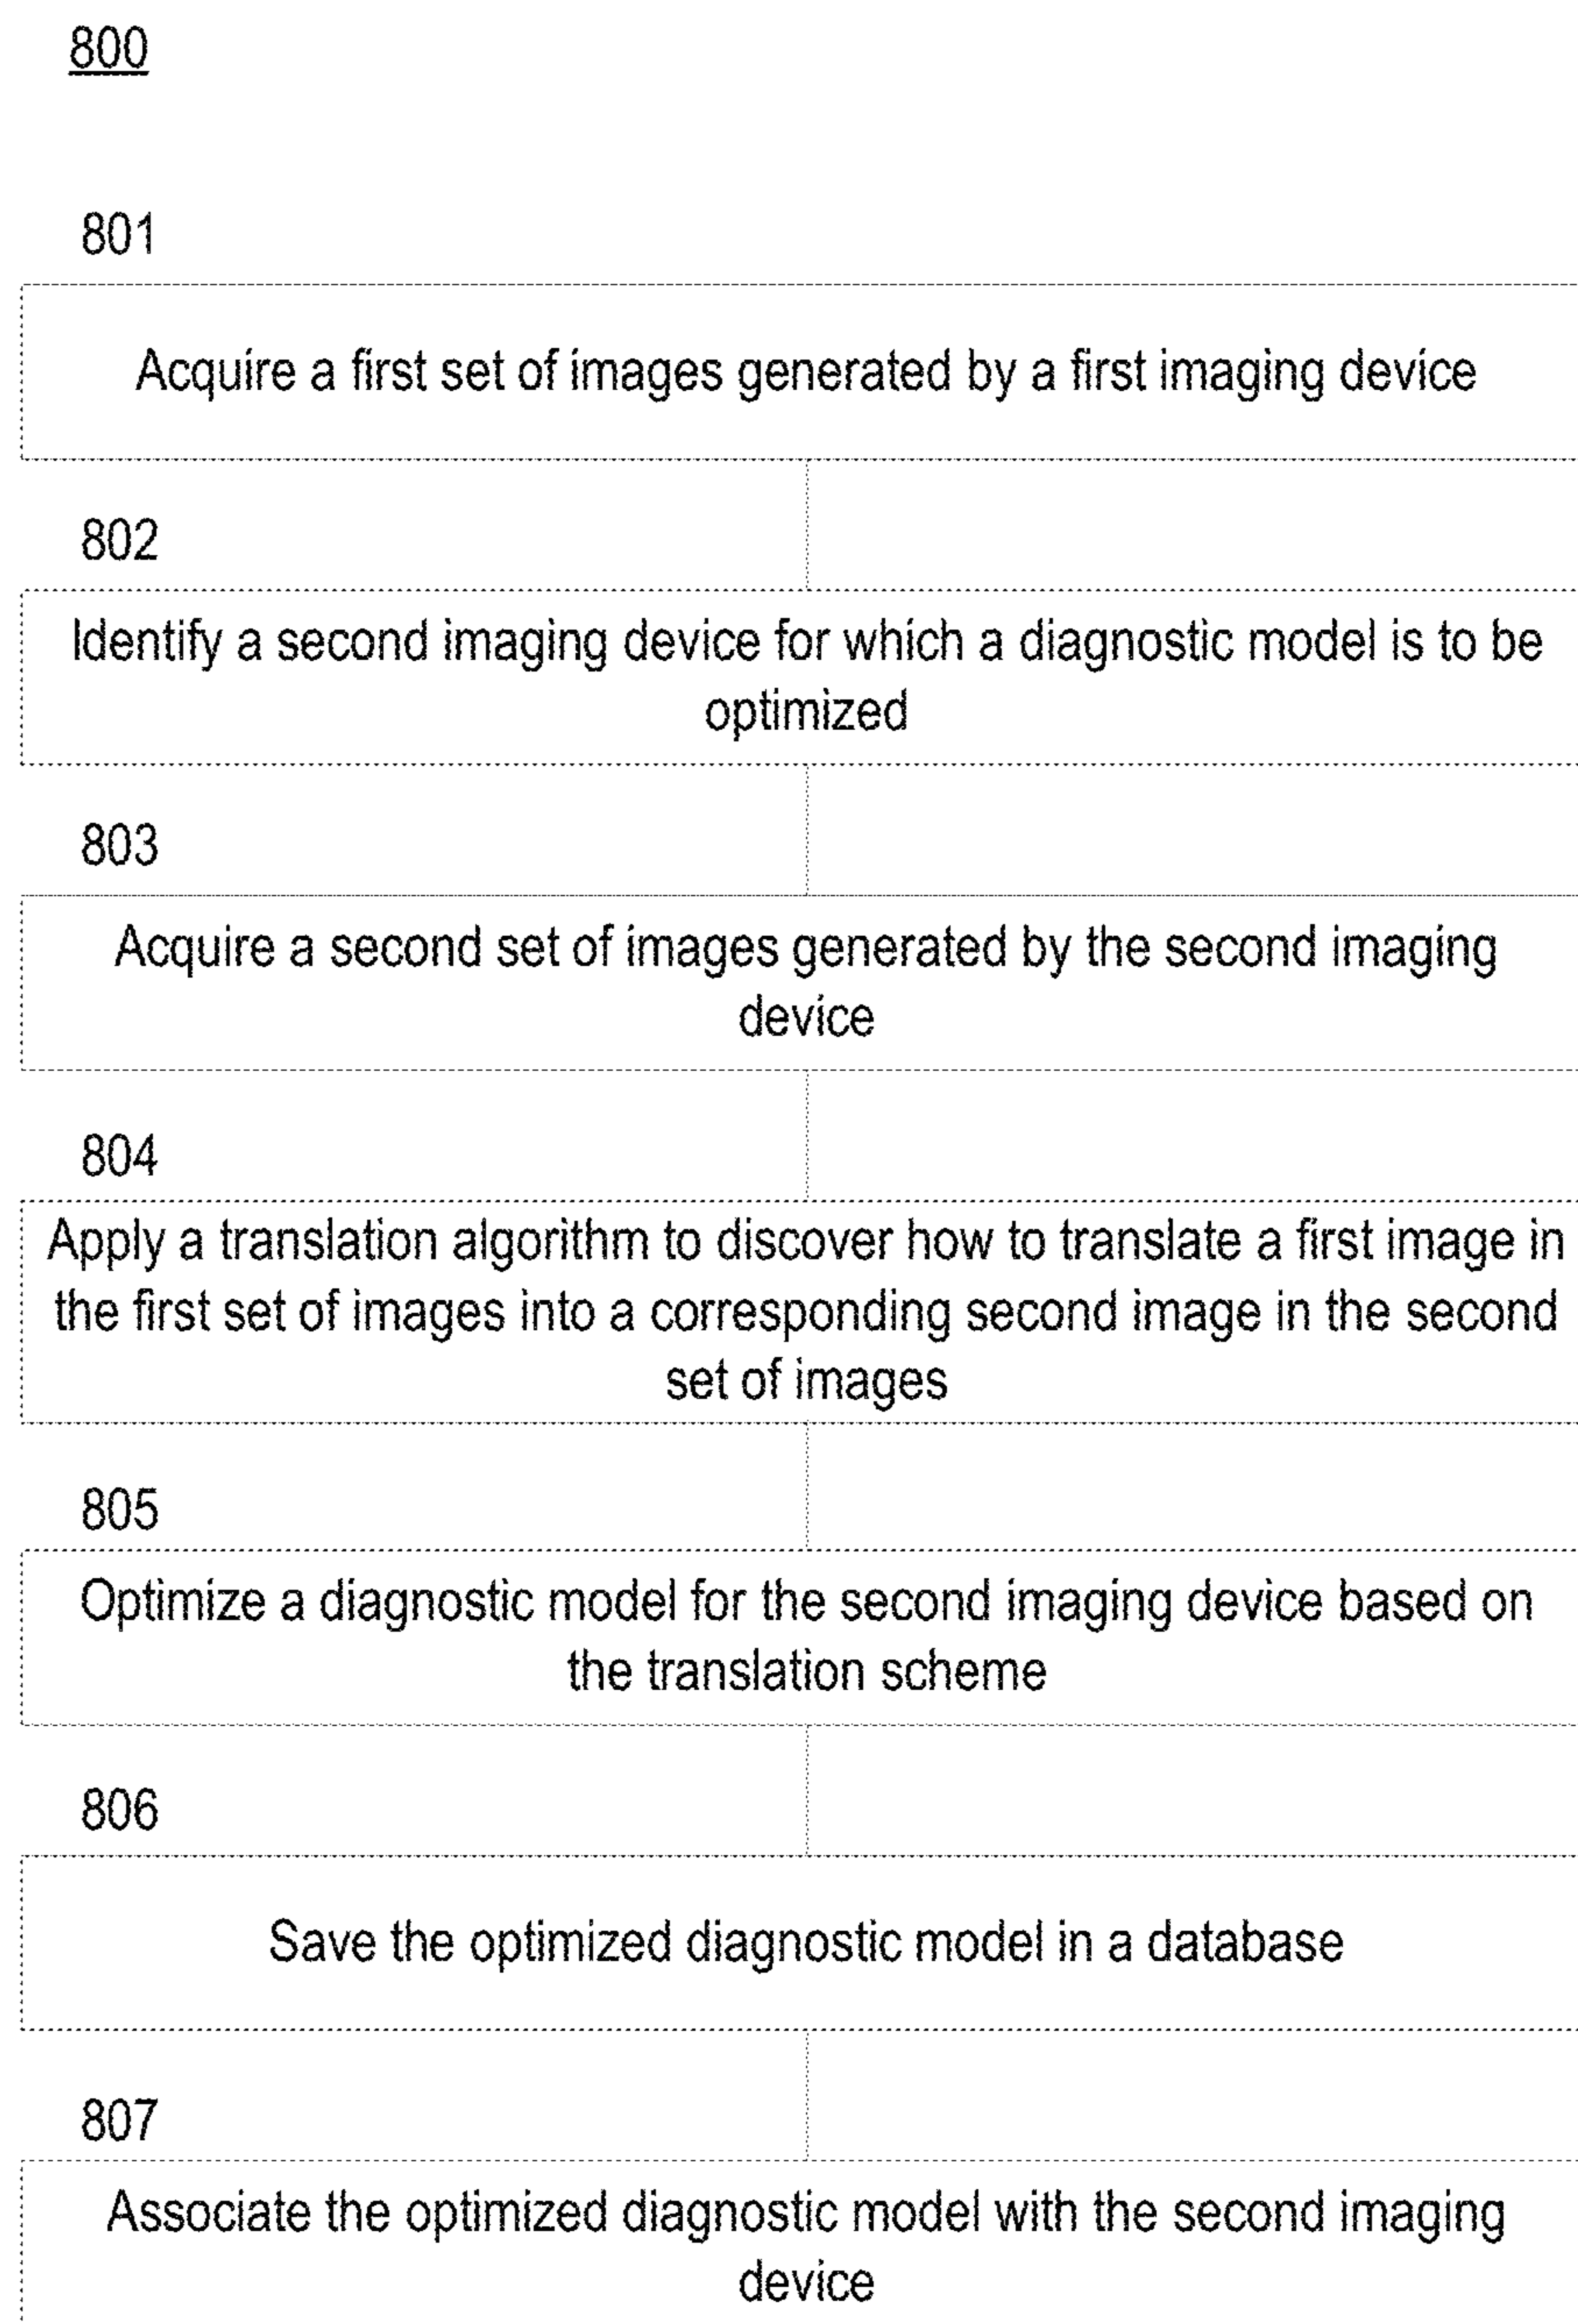 800
801
Acquire a first set of images generated by a first imaging device
802
Identify a second imaging device for which a diagnostic model is to be
optimized
803
Acquire a second set of images generated by the second imaging
device
804
Apply a translation algorithm to discover how to translate a first image in
the first set of images into a corresponding second image in the second
set of images
805
Optimize a diagnostic model for the second imaging device based on
the translation scheme
806
Save the optimized diagnostic model in a database
807
Associate the optimized diagnostic model with the second imaging
device